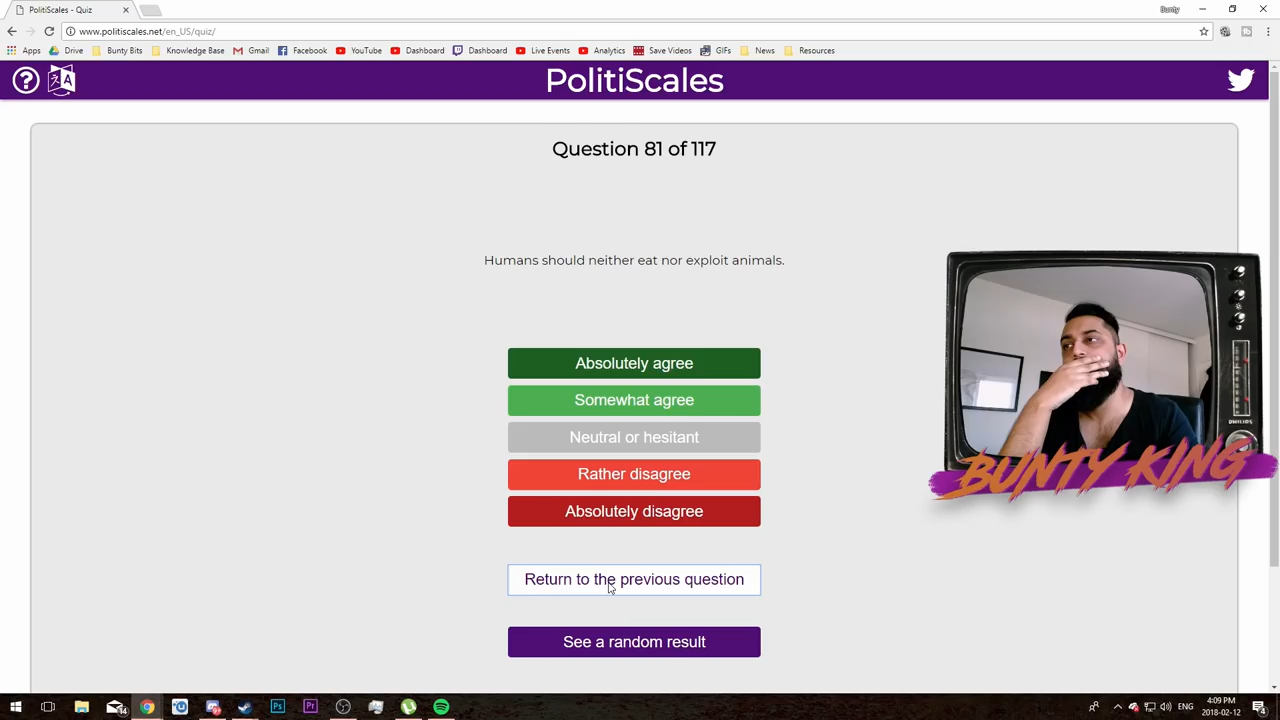 PolitiScales - Quiz
Bunty
www.politiscales.net/en_US/quiz/
Apps Drive Bunty Bits Knowledge Base Gmail Facebook YouTube Dashboard Dashboard Live Events Analytics Save Videos GIFs News Resources
PolitiScales
Question 81 of 117
Humans should neither eat nor exploit animals.
Absolutely agree
Somewhat agree
Neutral or hesitant
Rather disagree
Absolutely disagree
Return to the previous question
See a random result
PHILIPS
BUNTY KING
4:09 PM
ENG
2018-02-12